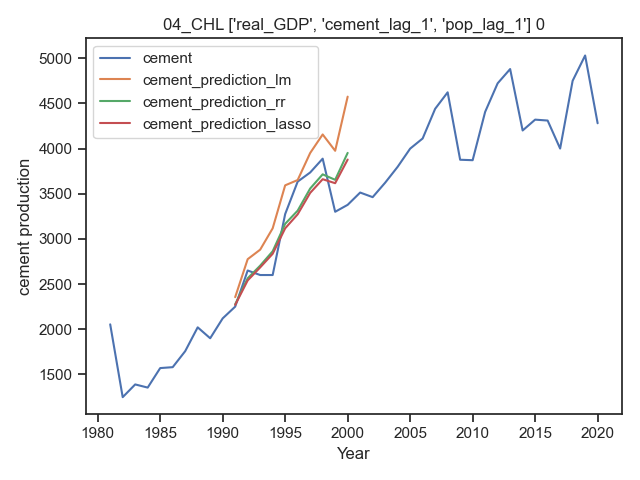 04_CHL ['real_GDP', 'cement_lag_1', 'pop_lag_1'] 0
cement
cement_prediction_lm
cement_prediction_rr
cement_prediction_lasso
cement production
5000
4500
4000
3500
3000
2500
2000
1500
1980 1985 1990 1995 2000 2005 2010 2015 2020
Year